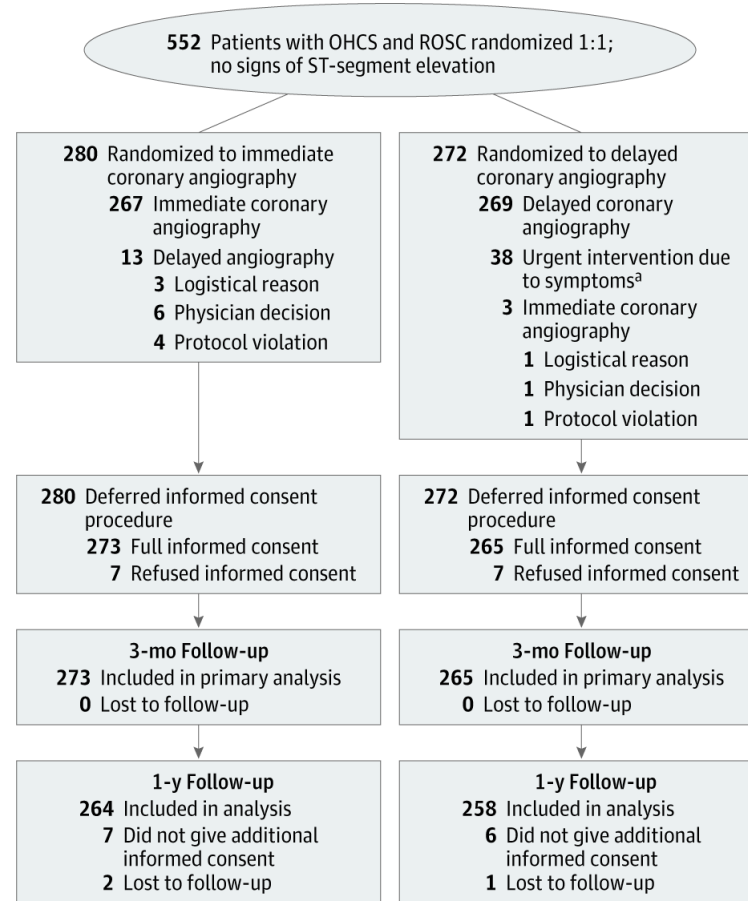 552 Patients with OHCS and ROSC randomized 1:1;
no signs of ST-segment elevation
280 Randomized to immediate
coronary angiography
267 Immediate coronary
angiography
13 Delayed angiography
3 Logistical reason
6 Physician decision
4 Protocol violation
272 Randomized to delayed
coronary angiography
269 Delayed coronary
angiography
38 Urgent intervention due
to symptomsa
3 Immediate coronary
angiography
1 Logistical reason
1 Physician decision
1 Protocol violation
280 Deferred informed consent
procedure
273 Full informed consent
7 Refused informed consent
272 Deferred informed consent
procedure
265 Full informed consent
7 Refused informed consent
3-mo Follow-up
273 Included in primary analysis
0 Lost to follow-up
3-mo Follow-up
265 Included in primary analysis
0 Lost to follow-up
1-y Follow-up
264 Included in analysis
7 Did not give additional
informed consent
2 Lost to follow-up
1-y Follow-up
258 Included in analysis
6 Did not give additional
informed consent
1 Lost to follow-up